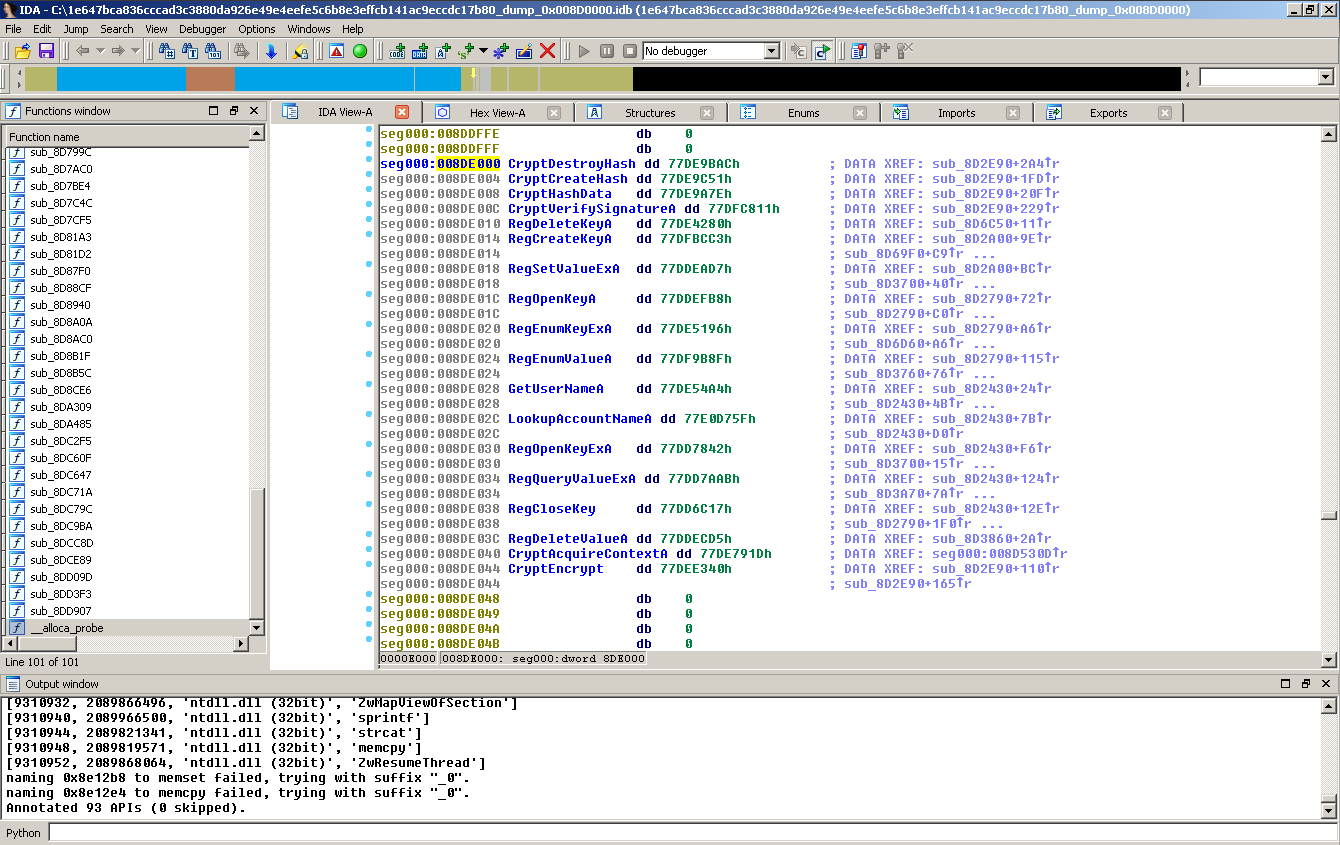 IDA - C:\1e647bca836cccad3c3880da926e49e4eefe5c6b8e3effcb141ac9eccdc17b80_dump_0x008D0000.idb (1e647bca836cccad3c3880da926e49e4eefe5c6b8e3effcb141ac9eccdc17b80_dump_0x008D0000)
File Edit Jump Search View Debugger Options Windows Help
No debugger
Functions window
Function name
sub_8D799C
sub_8D7AC0
sub_8D7BE4
sub_8D7C4C
sub_8D7CF5
sub_8D81A3
sub_8D81D2
sub_8D87F0
sub_8D88CF
sub_8D8940
sub_8D8A0A
sub_8D8AC0
sub_8D8B1F
sub_8D8B5C
sub_8D8CE6
sub_8DA309
sub_8DA485
sub_8DC2F5
sub_8DC60F
sub_8DC647
sub_8DC71A
sub_8DC79C
sub_8DC9BA
sub_8DCC8D
sub_8DCE89
sub_8DD09D
sub_8DD3F3
sub_8DD907
__alloca_probe
Line 101 of 101
IDA View-A Hex View-A Structures Enums Imports Exports
seg000:008DDFFE db 0
seg000:008DDFFF db 0
seg000:008DE000 CryptDestroyHash dd 77DE9BACh ; DATA XREF: sub_8D2E90+2A4↑r
seg000:008DE004 CryptCreateHash dd 77DE9C51h ; DATA XREF: sub_8D2E90+1FD↑r
seg000:008DE008 CryptHashData dd 77DE9A7Eh ; DATA XREF: sub_8D2E90+20F↑r
seg000:008DE00C CryptVerifySignatureA dd 77DFC811h ; DATA XREF: sub_8D2E90+229↑r
seg000:008DE010 RegDeleteKeyA dd 77DE4280h ; DATA XREF: sub_8D6C50+11↑r
seg000:008DE014 RegCreateKeyA dd 77DFBCC3h ; DATA XREF: sub_8D2A00+9E↑r
seg000:008DE014 ; sub_8D69F0+C9↑r ...
seg000:008DE018 RegSetValueExA dd 77DDEAD7h ; DATA XREF: sub_8D2A00+BC↑r
seg000:008DE018 ; sub_8D3700+40↑r ...
seg000:008DE01C RegOpenKeyA dd 77DDEFB8h ; DATA XREF: sub_8D2790+72↑r
seg000:008DE01C ; sub_8D2790+C0↑r ...
seg000:008DE020 RegEnumKeyExA dd 77DE5196h ; DATA XREF: sub_8D2790+A6↑r
seg000:008DE020 ; sub_8D6D60+A6↑r ...
seg000:008DE024 RegEnumValueA dd 77DF9B8Fh ; DATA XREF: sub_8D2790+115↑r
seg000:008DE024 ; sub_8D3760+76↑r ...
seg000:008DE028 GetUserNameA dd 77DE54A4h ; DATA XREF: sub_8D2430+24↑r
seg000:008DE028 ; sub_8D2430+4B↑r ...
seg000:008DE02C LookupAccountNameA dd 77E0D75Fh ; DATA XREF: sub_8D2430+7B↑r
seg000:008DE02C ; sub_8D2430+D0↑r
seg000:008DE030 RegOpenKeyExA dd 77DD7842h ; DATA XREF: sub_8D2430+F6↑r
seg000:008DE030 ; sub_8D3700+15↑r ...
seg000:008DE034 RegQueryValueExA dd 77DD7AABh ; DATA XREF: sub_8D2430+124↑r
seg000:008DE034 ; sub_8D3A70+7A↑r ...
seg000:008DE038 RegCloseKey dd 77DD6C17h ; DATA XREF: sub_8D2430+12E↑r
seg000:008DE038 ; sub_8D2790+1F0↑r ...
seg000:008DE03C RegDeleteValueA dd 77DDECD5h ; DATA XREF: sub_8D3860+2A↑r
seg000:008DE040 CryptAcquireContextA dd 77DE791Dh ; DATA XREF: seg000:008D530D↑r
seg000:008DE044 CryptEncrypt dd 77DEE340h ; DATA XREF: sub_8D2E90+110↑r
seg000:008DE044 ; sub_8D2E90+165↑r
seg000:008DE048 db 0
seg000:008DE049 db 0
seg000:008DE04A db 0
seg000:008DE04B db 0
0000E000 008DE000: seg000:dword_8DE000
Output window
[9310932, 2089866496, 'ntdll.dll (32bit)', 'ZwMapViewOfSection']
[9310940, 2089966500, 'ntdll.dll (32bit)', 'sprintf']
[9310944, 2089821341, 'ntdll.dll (32bit)', 'strcat']
[9310948, 2089819571, 'ntdll.dll (32bit)', 'memcpy']
[9310952, 2089868064, 'ntdll.dll (32bit)', 'ZwResumeThread']
naming 0x8e12b8 to memset failed, trying with suffix "_0".
naming 0x8e12e4 to memcpy failed, trying with suffix "_0".
Annotated 93 APIs (0 skipped).
Python